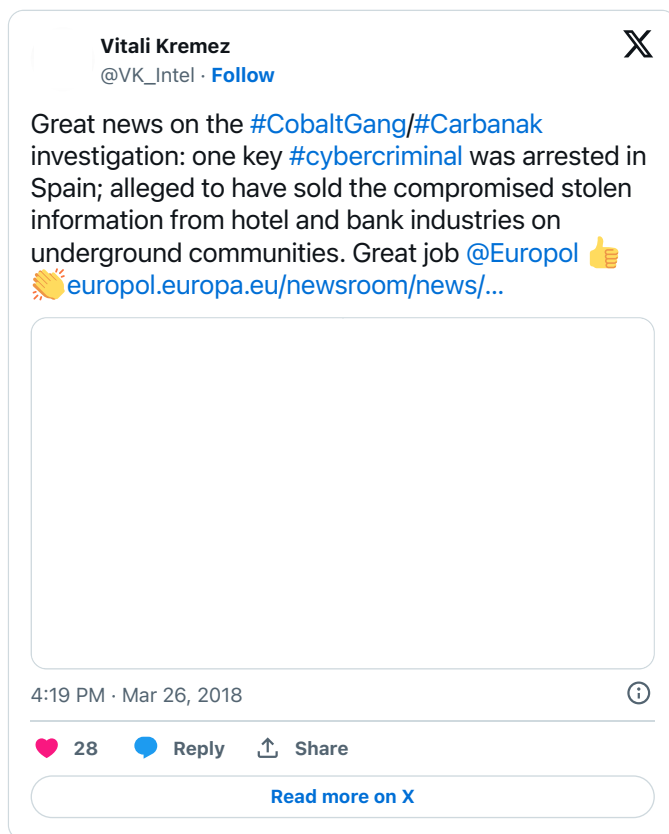 Vitali Kremez
@VK_Intel · Follow
Great news on the #CobaltGang/#Carbanak
investigation: one key #cybercriminal was arrested in
Spain; alleged to have sold the compromised stolen
information from hotel and bank industries on
underground communities. Great job @Europol 👍
👏europol.europa.eu/newsroom/news/...
4:19 PM · Mar 26, 2018
28 Reply Share
Read more on X